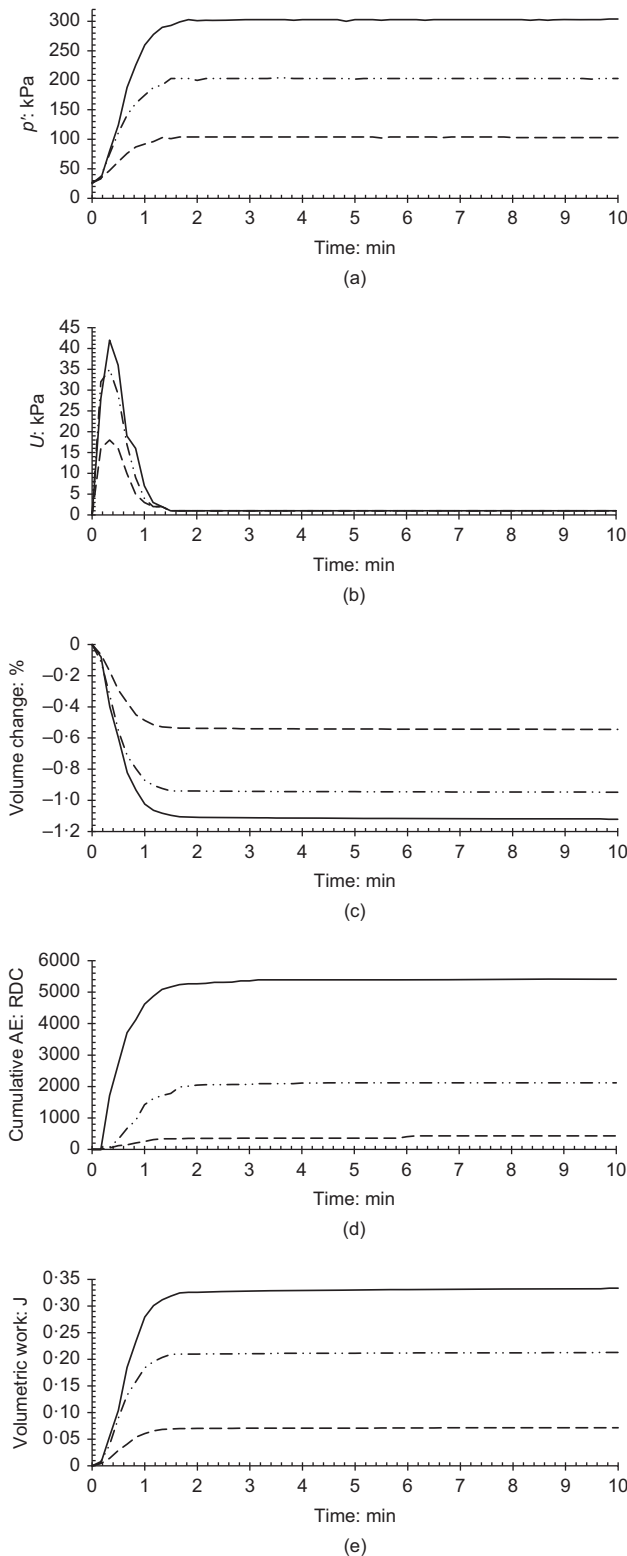 300
250
200
150
100
50
0
p′: kPa
0 1 2 3 4 5 6 7 8 9 10
Time: min
(a)
45
40
35
30
25
20
15
10
5
0
U: kPa
0 1 2 3 4 5 6 7 8 9 10
Time: min
(b)
0
–0·2
–0·4
–0·6
–0·8
–1·0
–1·2
Volume change: %
0 1 2 3 4 5 6 7 8 9 10
Time: min
(c)
6000
5000
4000
3000
2000
1000
0
Cumulative AE: RDC
0 1 2 3 4 5 6 7 8 9 10
Time: min
(d)
0·35
0·30
0·25
0·20
0·15
0·10
0·05
0
Volumetric work: J
0 1 2 3 4 5 6 7 8 9 10
Time: min
(e)